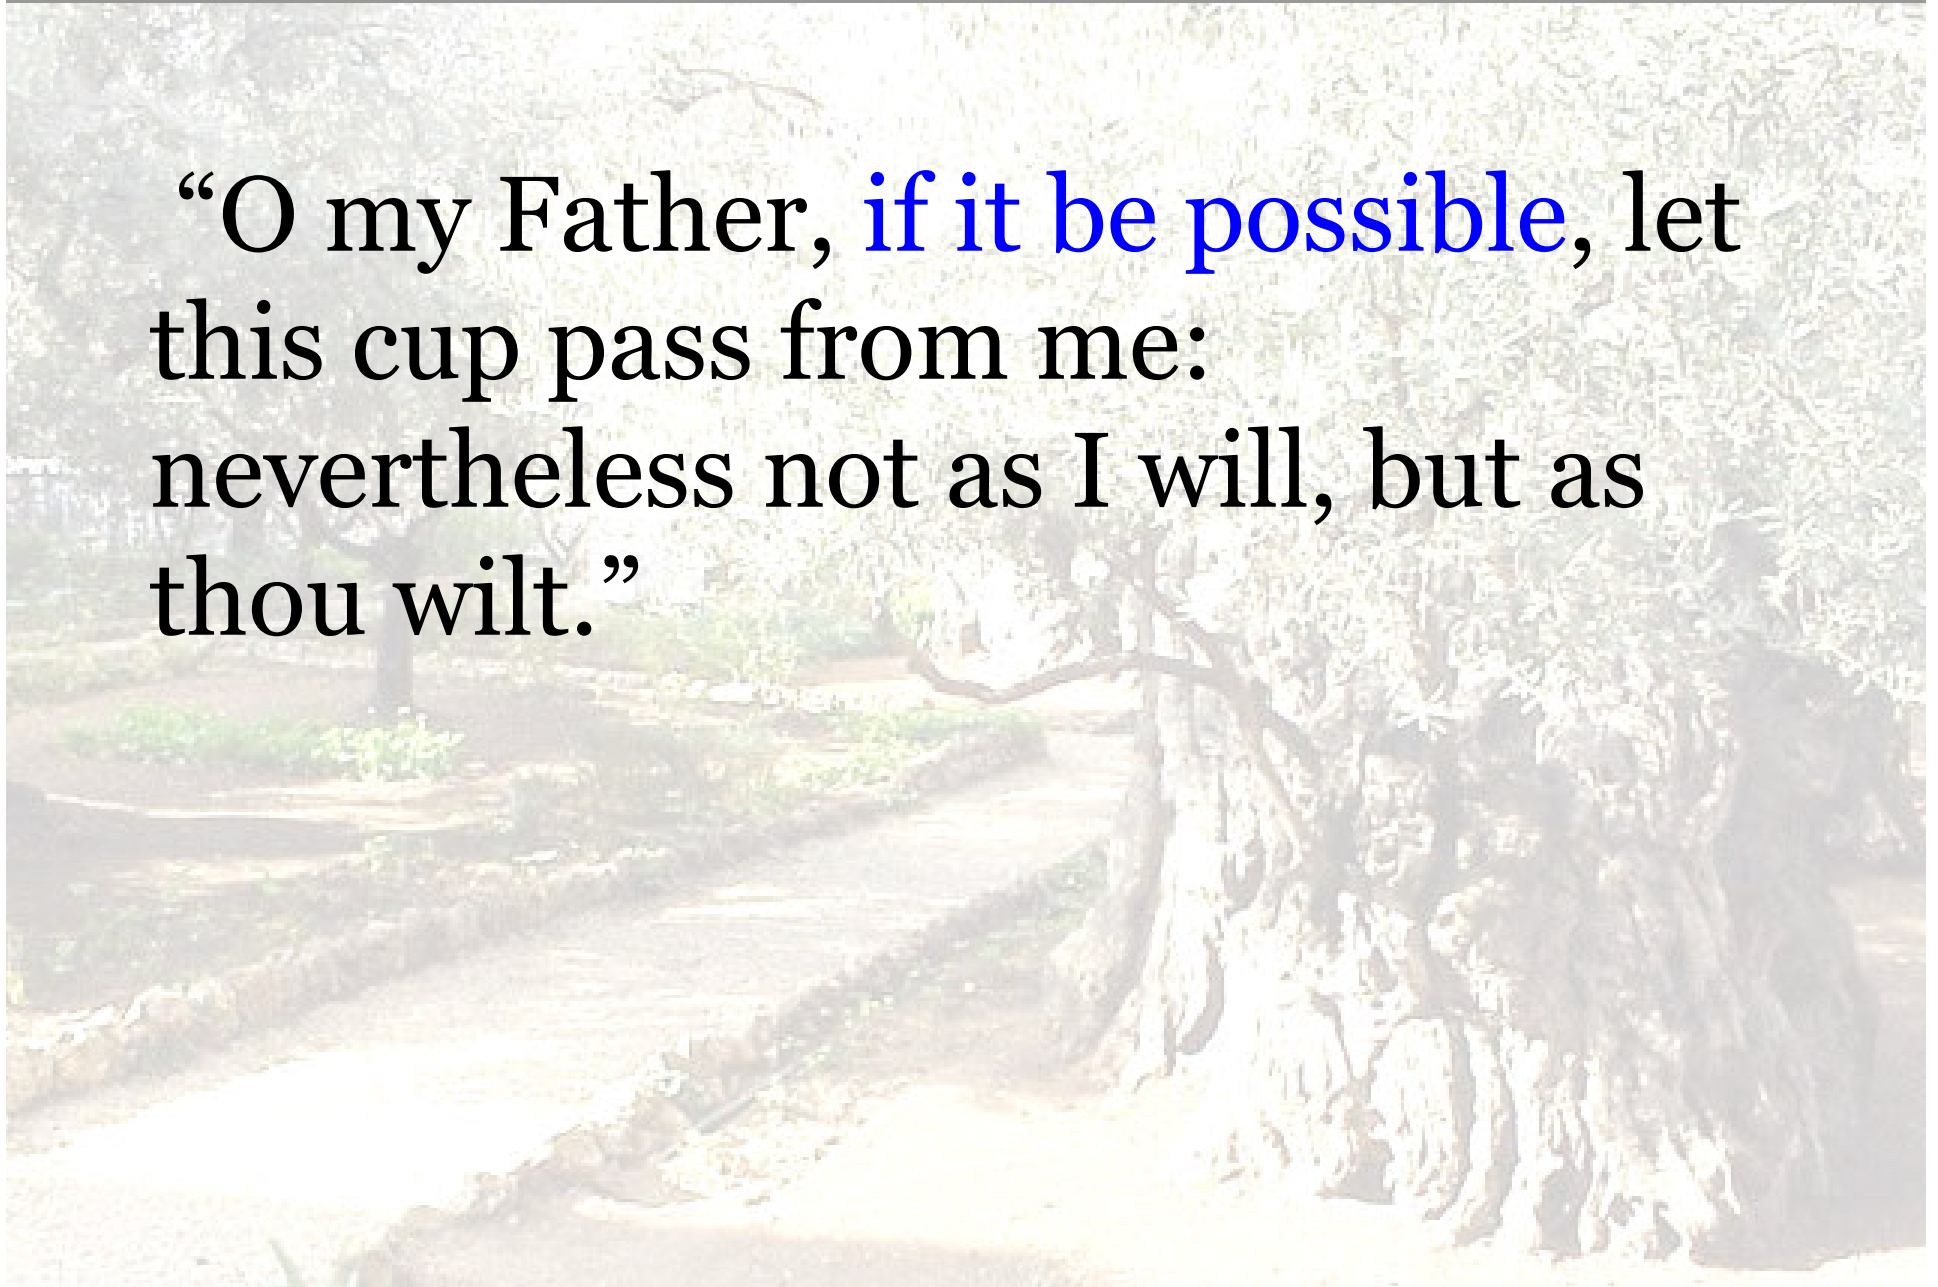 “O my Father, if it be possible, let
this cup pass from me:
nevertheless not as I will, but as
thou wilt.”